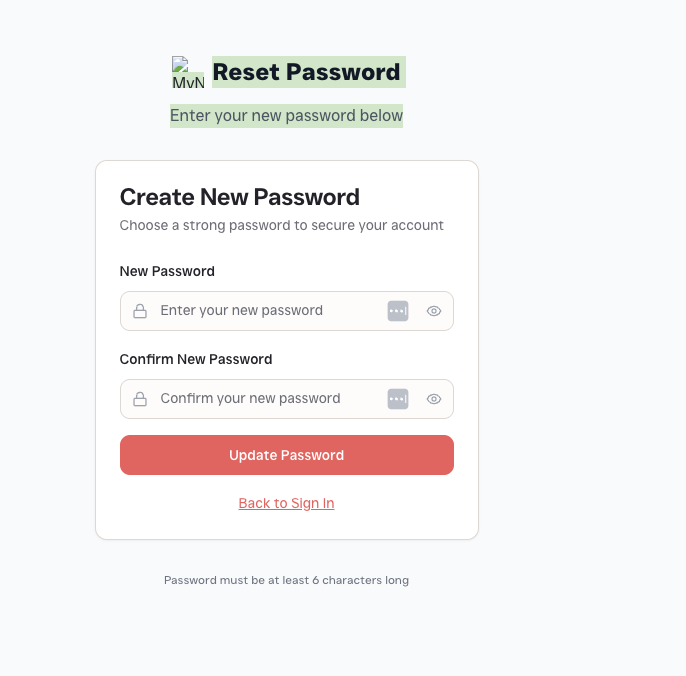 MyN Reset Password
Enter your new password below
Create New Password
Choose a strong password to secure your account
New Password
Enter your new password
Confirm New Password
Confirm your new password
Update Password
Back to Sign In
Password must be at least 6 characters long